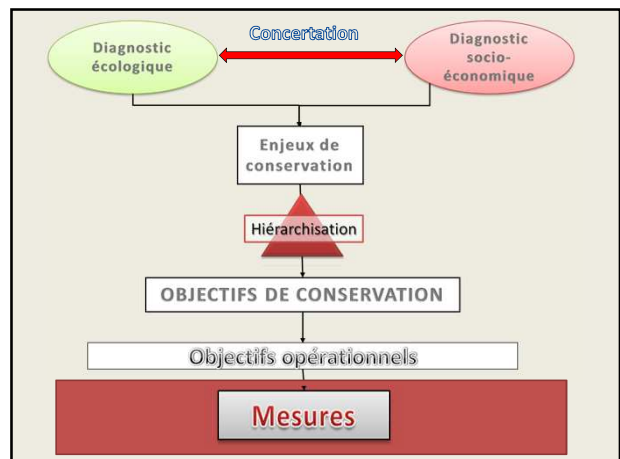 Diagnostic
écologique
Concertation
Diagnostic
socio-
économique
Enjeux de
conservation
Hiérarchisation
OBJECTIFS DE CONSERVATION
Objectifs opérationnels
Mesures